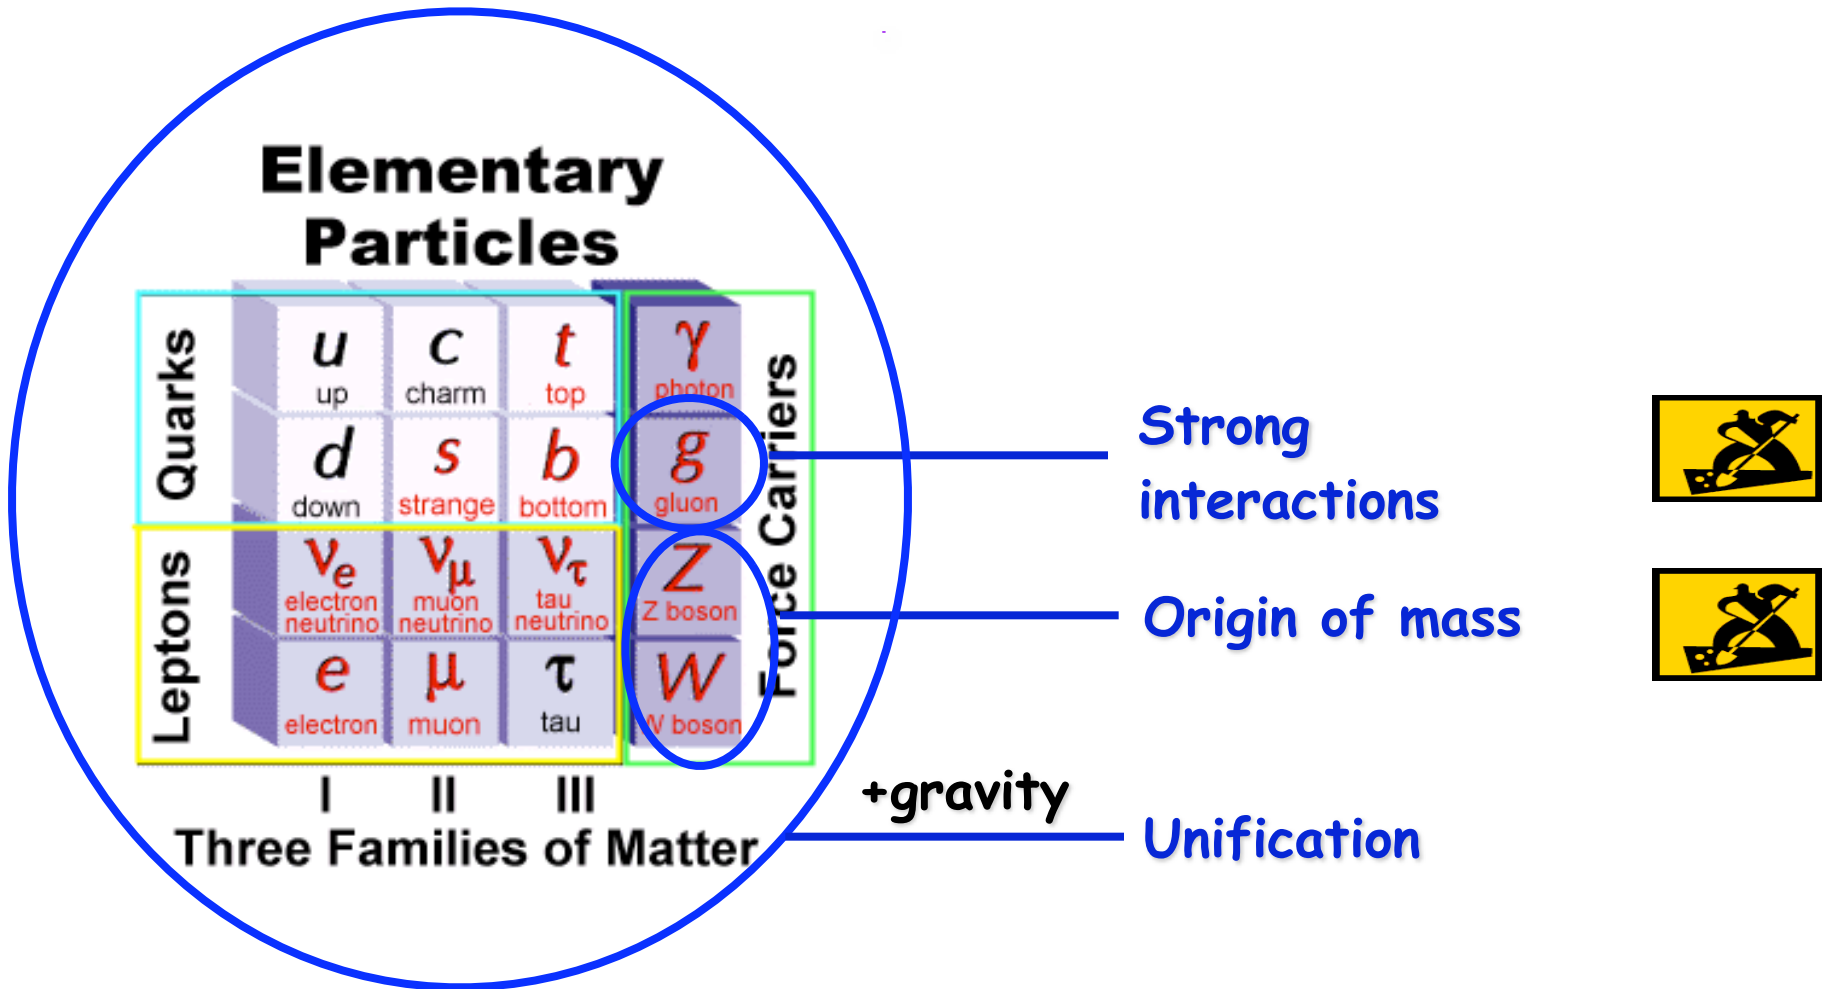 Elementary
Particles
Quarks
u
up
c
charm
t
top
γ
photon
d
down
s
strange
b
bottom
g
gluon
Leptons
νe
electron
neutrino
νμ
muon
neutrino
ντ
tau
neutrino
Z
Z boson
e
electron
μ
muon
τ
tau
W
W boson
Force Carriers
I II III
Three Families of Matter
Strong
interactions
Origin of mass
+gravity
Unification